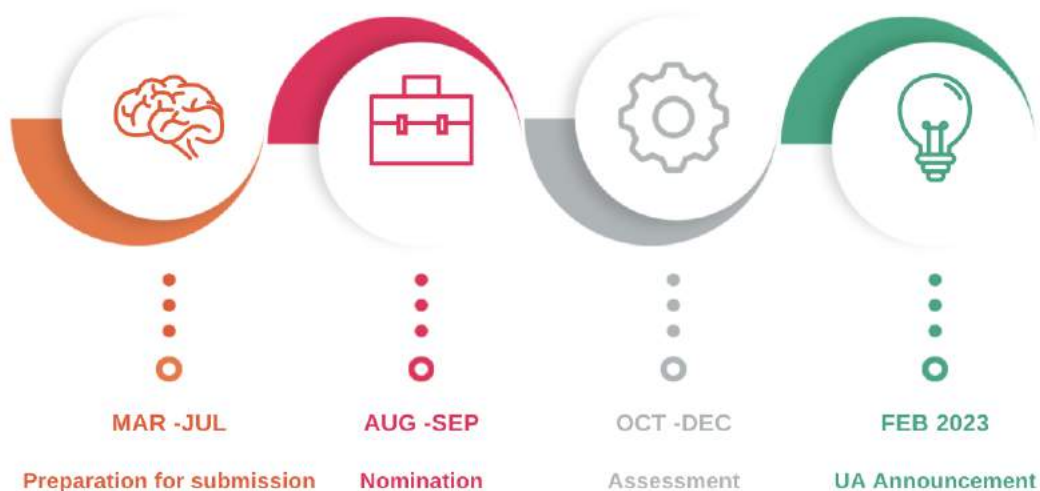 MAR -JUL
AUG -SEP
OCT -DEC
FEB 2023
Preparation for submission
Nomination
Assessment
UA Announcement